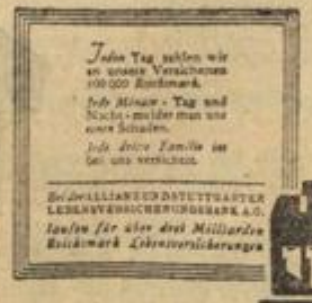 Jeden Tag zahlen wir
an unsere Versicherten
100 000 Reichsmark.
Jede Minute - Tag und
Nacht - meldet man uns
einen Schaden.
Jede dritte Familie ist
bei uns versichert.
Bei der ALLIANZ UND STUTTGARTER
LEBENSVERSICHERUNGSBANK A.G.
laufen für über drei Milliarden
Reichsmark Lebensversicherungen